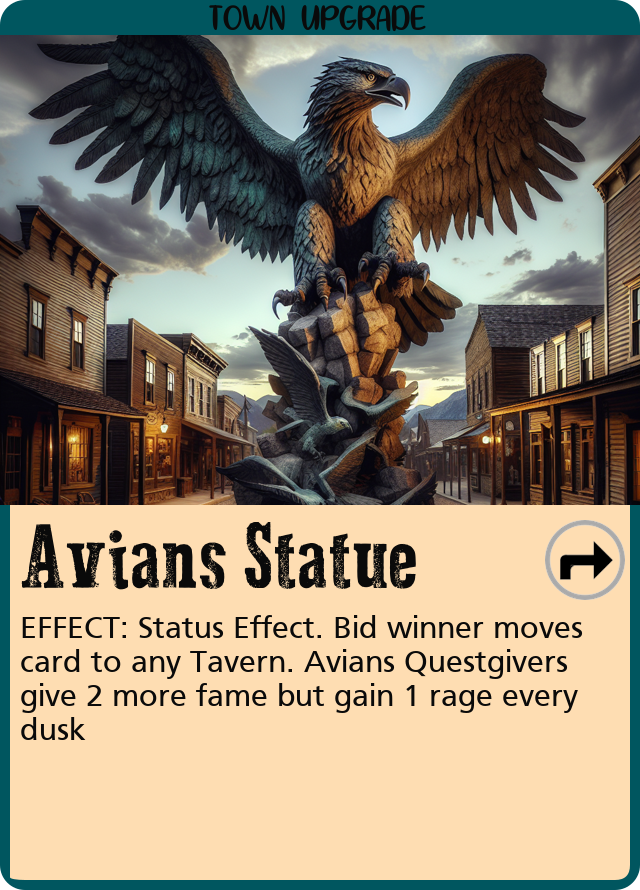 TOWN UPGRADE
Avians Statue
EFFECT: Status Effect. Bid winner moves
card to any Tavern. Avians Questgivers
give 2 more fame but gain 1 rage every
dusk